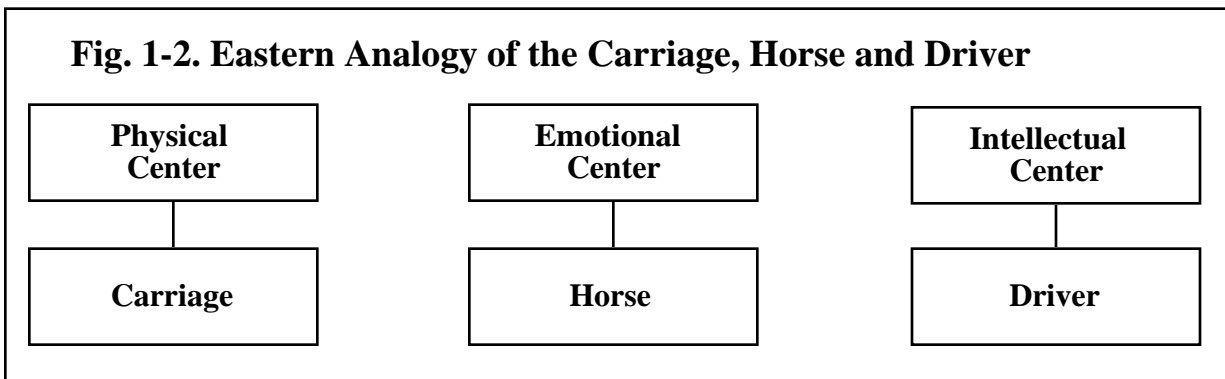 Fig. 1-2. Eastern Analogy of the Carriage, Horse and Driver
Physical
Center
Emotional
Center
Intellectual
Center
Carriage
Horse
Driver